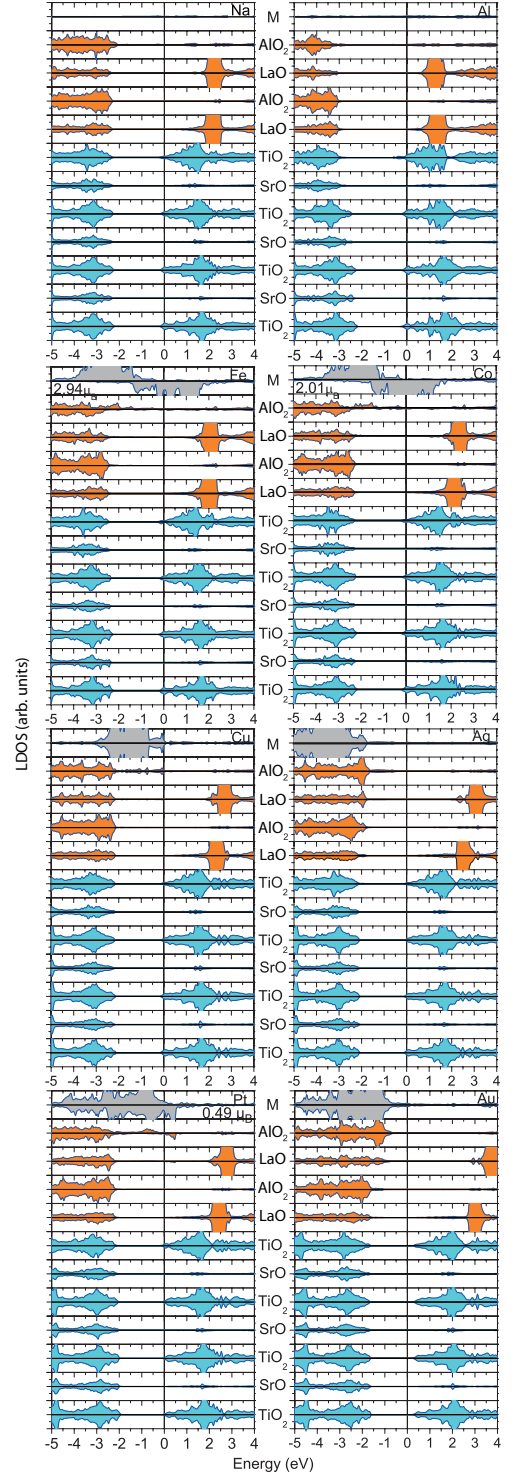 Na M Al
AlO2
LaO
AlO2
LaO
TiO2
SrO
TiO2
SrO
TiO2
SrO
TiO2
-5 -4 -3 -2 -1 0 1 2 3 4 -5 -4 -3 -2 -1 0 1 2 3 4
Fe M Co
2.94μB AlO2 2.01μB
LaO
AlO2
LaO
TiO2
SrO
TiO2
SrO
TiO2
SrO
TiO2
-5 -4 -3 -2 -1 0 1 2 3 4 -5 -4 -3 -2 -1 0 1 2 3 4
LDOS (arb. units)
Cu M Ag
AlO2
LaO
AlO2
LaO
TiO2
SrO
TiO2
SrO
TiO2
SrO
TiO2
-5 -4 -3 -2 -1 0 1 2 3 4 -5 -4 -3 -2 -1 0 1 2 3 4
Pt M Au
0.49 μB AlO2
LaO
AlO2
LaO
TiO2
SrO
TiO2
SrO
TiO2
SrO
TiO2
-5 -4 -3 -2 -1 0 1 2 3 4 -5 -4 -3 -2 -1 0 1 2 3 4
Energy (eV)